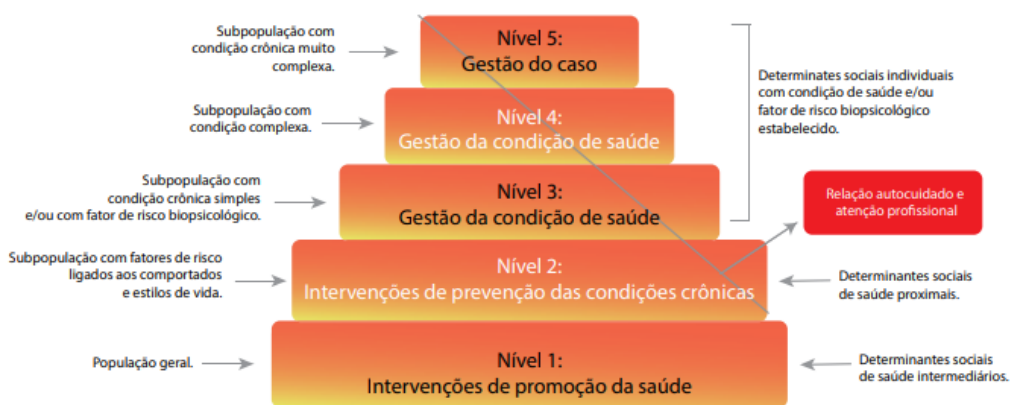 Subpopulação com
condição crônica muito
complexa.
Nível 5:
Gestão do caso
Determinates sociais individuais
com condição de saúde e/ou
fator de risco biopsicológico
estabelecido.
Subpopulação com
condição complexa.
Nível 4:
Gestão da condição de saúde
Subpopulação com
condição crônica simples
e/ou com fator de risco biopsicológico.
Nível 3:
Gestão da condição de saúde
Relação autocuidado e
atenção profissional
Subpopulação com fatores de risco
ligados aos comportados
e estilos de vida.
Nível 2:
Intervenções de prevenção das condições crônicas
Determinantes sociais
de saúde proximais.
População geral.
Nível 1:
Intervenções de promoção da saúde
Determinantes sociais
de saúde intermediários.